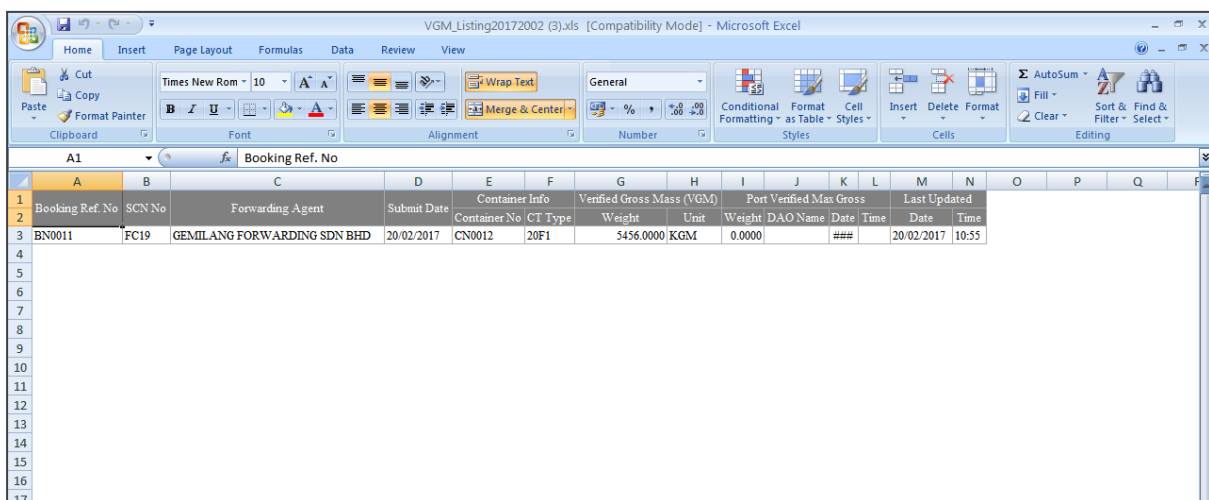 VGM_Listing20172002 (3).xls [Compatibility Mode] - Microsoft Excel
Home Insert Page Layout Formulas Data Review View
Paste
Cut
Copy
Format Painter
Clipboard
Times New Rom 10 A A
B I U A
Font
Wrap Text
Merge & Center
Alignment
General
% , .0 .00 .00 .0
Number
Conditional Formatting
Format as Table
Cell Styles
Styles
Insert Delete Format
Cells
Σ AutoSum
Fill
Clear
Sort & Filter
Find & Select
Editing
A1 fx Booking Ref. No
A B C D E F G H I J K L M N O P Q
1 Booking Ref. No SCN No Forwarding Agent Submit Date Container Info Verified Gross Mass (VGM) Port Verified Max Gross Last Updated
2 Container No CT Type Weight Unit Weight DAO Name Date Time Date Time
3 BN0011 FC19 GEMILANG FORWARDING SDN BHD 20/02/2017 CN0012 20F1 5456.0000 KGM 0.0000 ### 20/02/2017 10:55
4
5
6
7
8
9
10
11
12
13
14
15
16
17